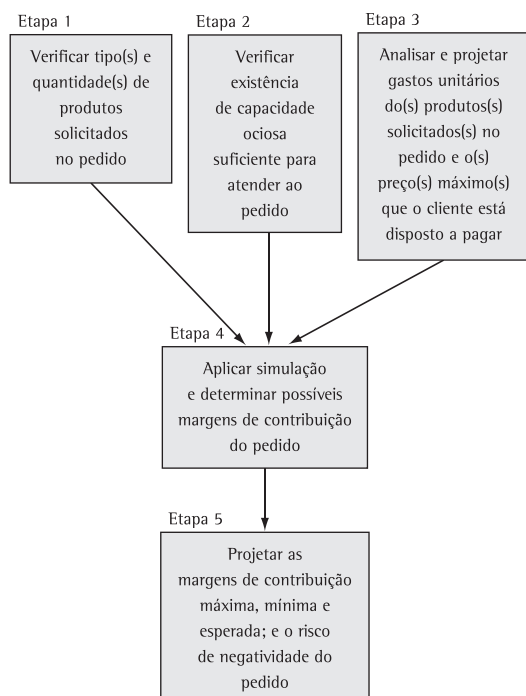 Etapa 1
Verificar tipo(s) e
quantidade(s) de
produtos
solicitados
no pedido
Etapa 2
Verificar
existência
de capacidade
ociosa
suficiente para
atender ao
pedido
Etapa 3
Analisar e projetar
gastos unitários
do(s) produtos(s)
solicitados(s) no
pedido e o(s)
preço(s) máximo(s)
que o cliente está
disposto a pagar
Etapa 4
Aplicar simulação
e determinar possíveis
margens de contribuição
do pedido
Etapa 5
Projetar as
margens de contribuição
máxima, mínima e
esperada; e o risco
de negatividade do
pedido